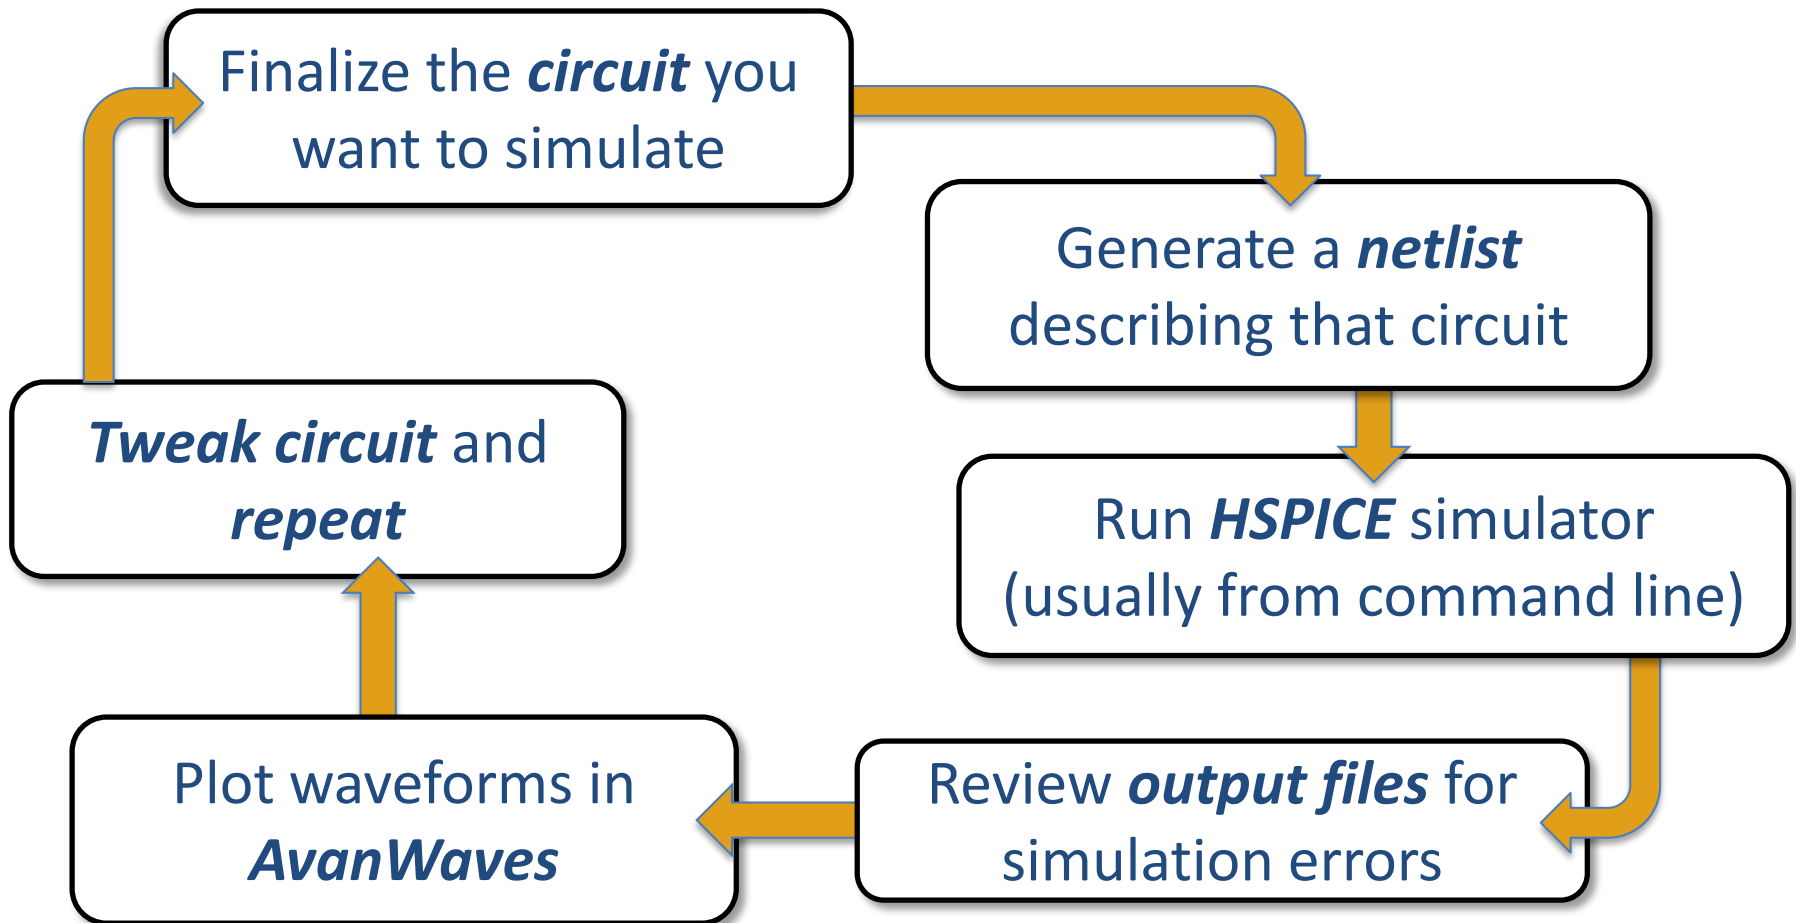 Finalize the circuit you
want to simulate
Generate a netlist
describing that circuit
Run HSPICE simulator
(usually from command line)
Review output files for
simulation errors
Plot waveforms in
AvanWaves
Tweak circuit and
repeat